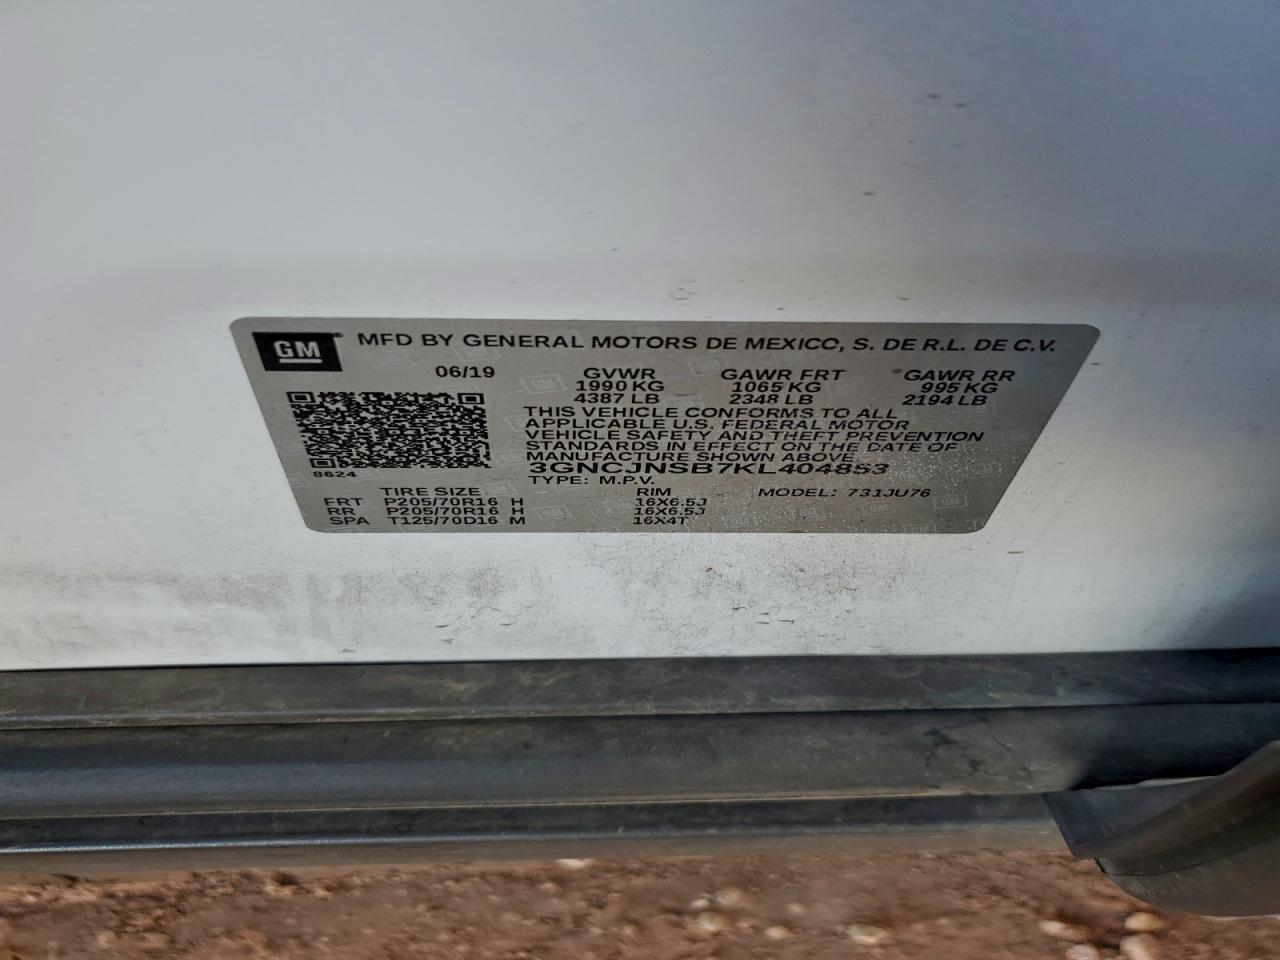 GM MFD BY GENERAL MOTORS DE MEXICO, S. DE R.L. DE C.V.
06/19 GVWR GAWR FRT GAWR RR
1990 KG 1065 KG 995 KG
4387 LB 2348 LB 2194 LB
THIS VEHICLE CONFORMS TO ALL
APPLICABLE U.S. FEDERAL MOTOR
VEHICLE SAFETY AND THEFT PREVENTION
STANDARDS IN EFFECT ON THE DATE OF
MANUFACTURE SHOWN ABOVE.
8624 3GNCJNSB7KL404853
TYPE: M.P.V.
TIRE SIZE RIM MODEL: 731JU76
FRT P205/70R16 H 16X6.5J
RR P205/70R16 H 16X6.5J
SPA T125/70D16 M 16X4T